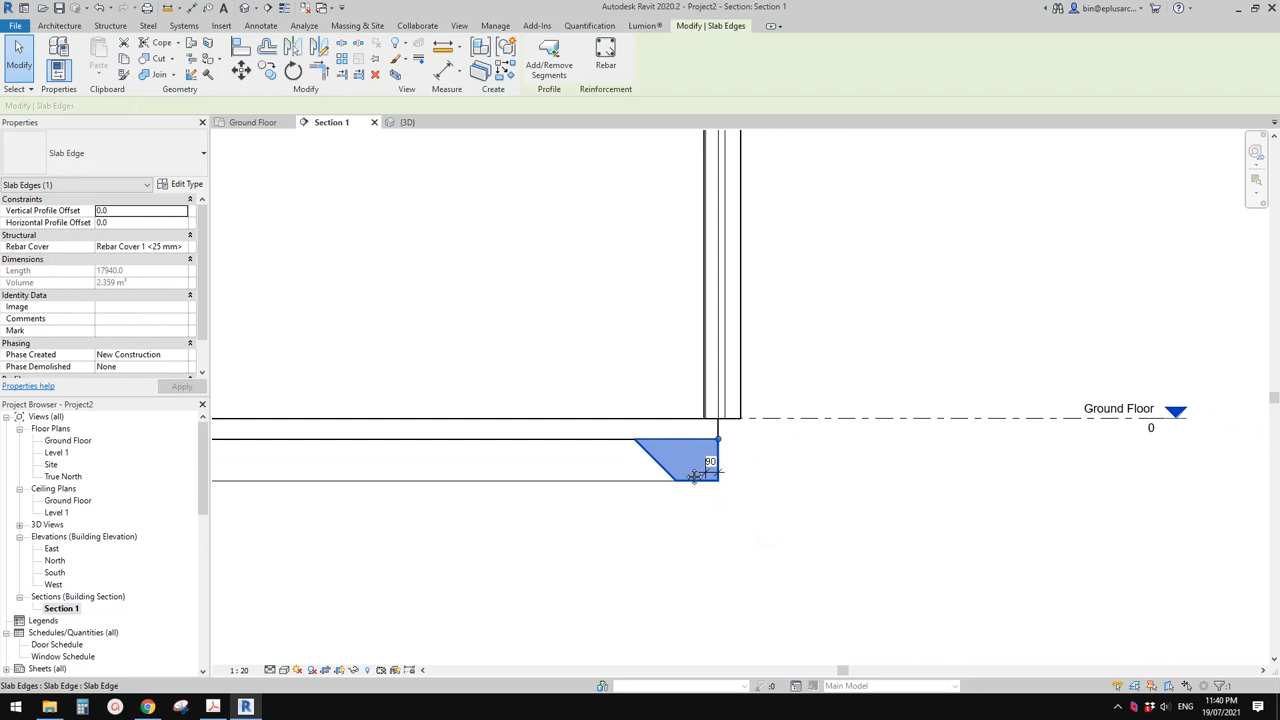 Autodesk Revit 2020.2 - Project2 - Section: Section 1
bin@eplusarc...
File Architecture Structure Steel Systems Insert Annotate Analyze Massing & Site Collaborate View Manage Add-Ins Quantification Lumion® Modify | Slab Edges
Modify Paste Cope Cut Join Add/Remove Segments Rebar
Select Properties Clipboard Geometry Modify View Measure Create Profile Reinforcement
Modify | Slab Edges
Properties
Ground Floor
Section 1
{3D}
Slab Edge
Slab Edges (1)
Edit Type
Constraints
Vertical Profile Offset 0.0
Horizontal Profile Offset 0.0
Structural
Rebar Cover Rebar Cover 1 <25 mm>
Dimensions
Length 17940.0
Volume 2.359 m³
Identity Data
Image
Comments
Mark
Phasing
Phase Created New Construction
Phase Demolished None
Properties help
Apply
Project Browser - Project2
Views (all)
Floor Plans
Ground Floor
Level 1
Site
True North
Ceiling Plans
Ground Floor
Level 1
3D Views
Elevations (Building Elevation)
East
North
South
West
Sections (Building Section)
Section 1
Legends
Schedules/Quantities (all)
Door Schedule
Window Schedule
Sheets (all)
90
Ground Floor
0
1 : 20
Slab Edges : Slab Edge : Slab Edge
:0
Main Model
:1
ENG
11:40 PM
19/07/2021